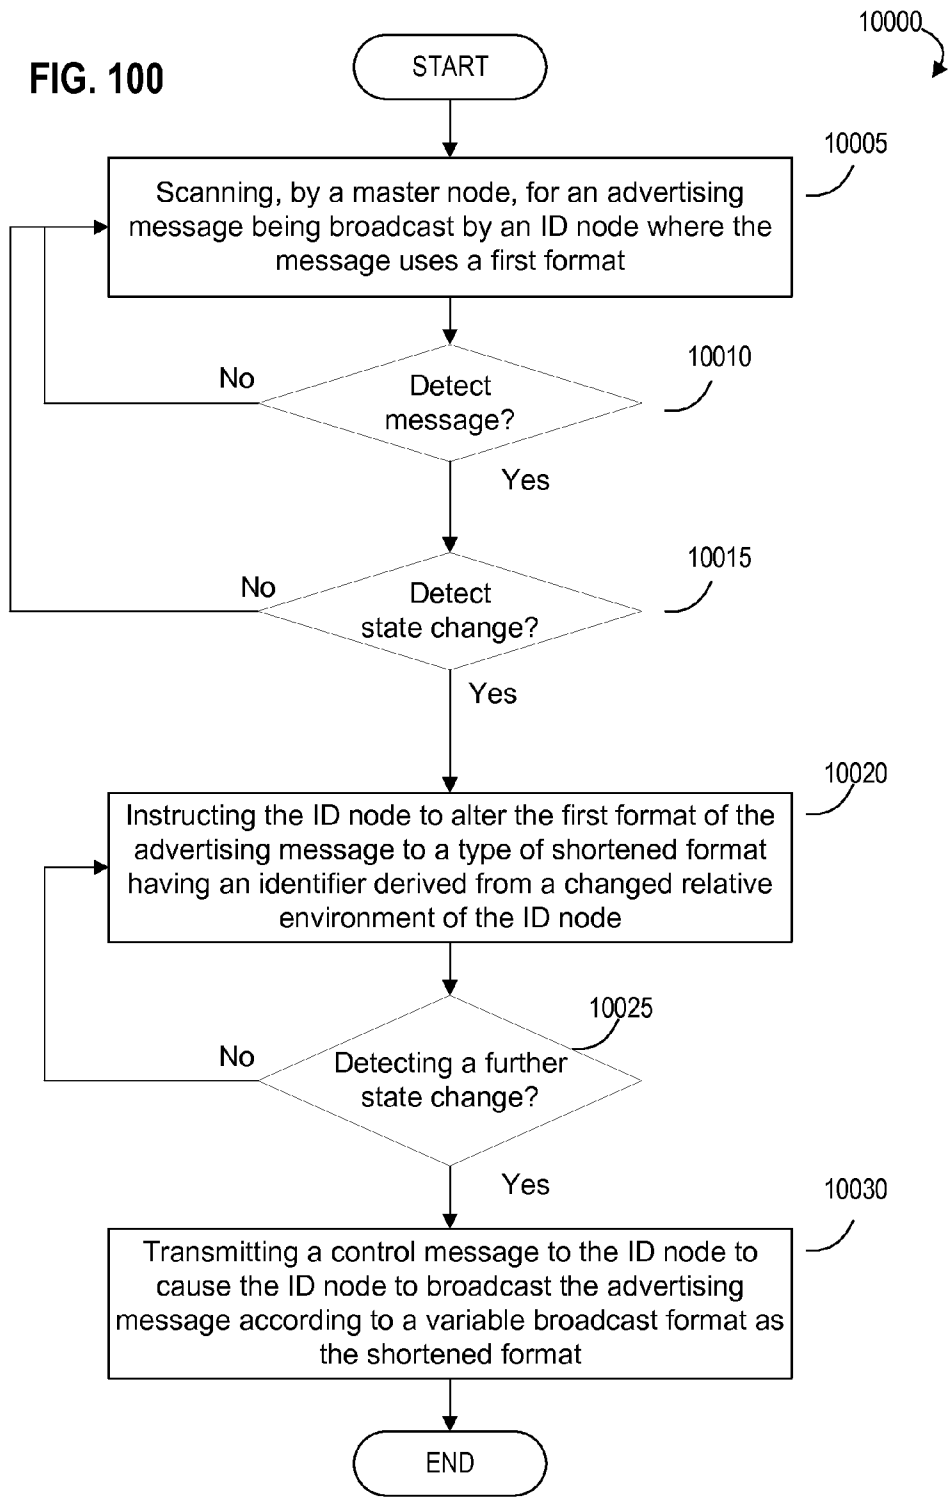 10000
FIG. 100
START
10005
Scanning, by a master node, for an advertising
message being broadcast by an ID node where the
message uses a first format
10010
No
Detect
message?
Yes
10015
No
Detect
state change?
Yes
10020
Instructing the ID node to alter the first format of the
advertising message to a type of shortened format
having an identifier derived from a changed relative
environment of the ID node
10025
No
Detecting a further
state change?
Yes
10030
Transmitting a control message to the ID node to
cause the ID node to broadcast the advertising
message according to a variable broadcast format as
the shortened format
END